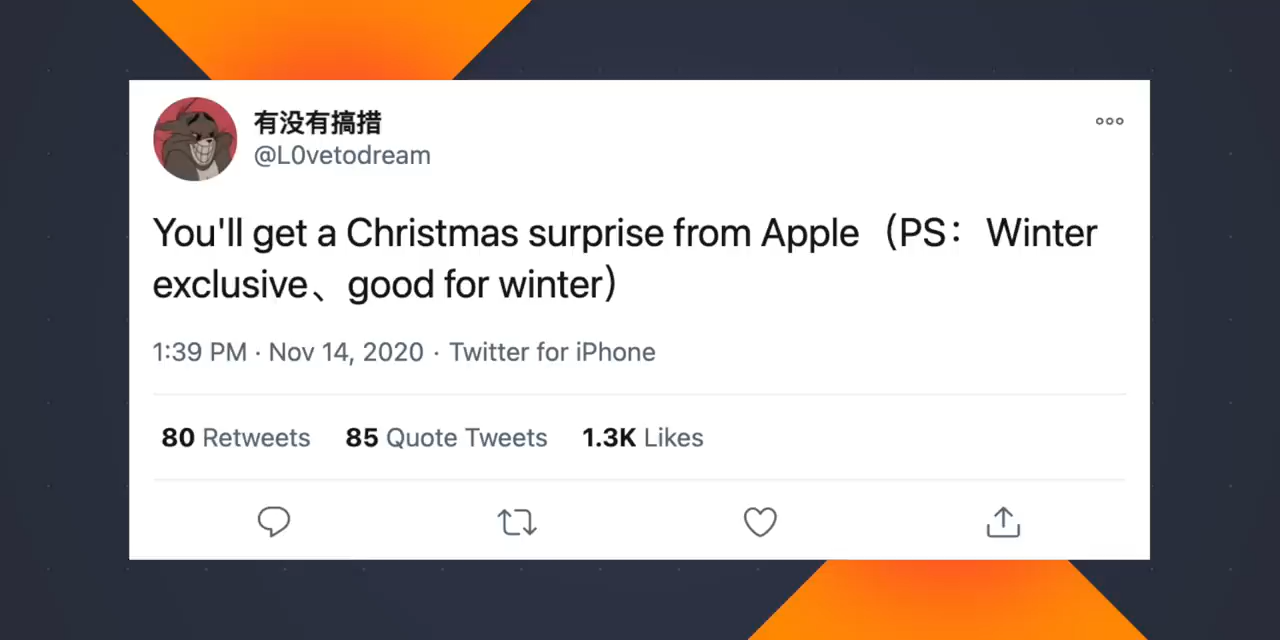 有没有搞措
@L0vetodream
You'll get a Christmas surprise from Apple（PS： Winter
exclusive、good for winter）
1:39 PM · Nov 14, 2020 · Twitter for iPhone
80 Retweets 85 Quote Tweets 1.3K Likes